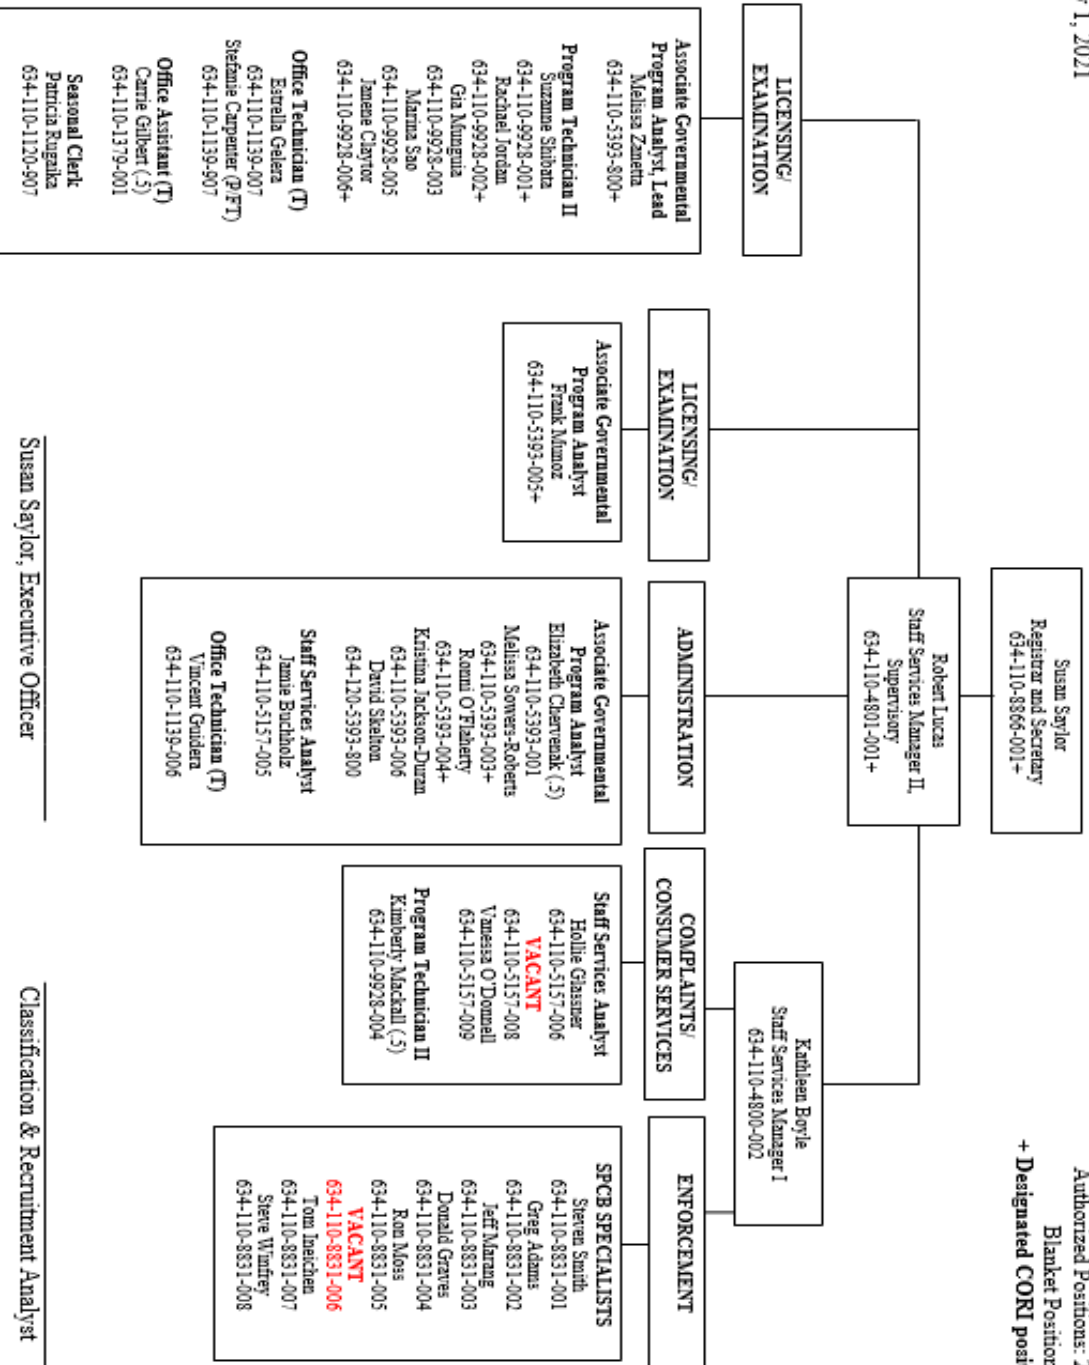 1, 2021
Authorized Positions:
Blanket Position
+ Designated CORI posi
Susan Saylor
Registrar and Secretary
634-110-8866-001+
Robert Lucas
Staff Services Manager II,
Supervisory
634-110-4801-001+
Kathleen Boyle
Staff Services Manager I
634-110-4800-002
LICENSING/
EXAMINATION
Associate Governmental
Program Analyst, Lead
Melissa Zanetta
634-110-5393-800+
Program Technician II
Suzanne Shibata
634-110-9928-001+
Rachael Jordan
634-110-9928-002+
Gia Munguia
634-110-9928-003
Marina Sao
634-110-9928-005
Janene Claytor
634-110-9928-006+
Office Technician (T)
Estrella Gelera
634-110-1139-007
Stefanie Carpenter (P/FT)
634-110-1139-907
Office Assistant (T)
Carrie Gilbert (.5)
634-110-1379-001
Seasonal Clerk
Patricia Rugaika
634-110-1120-907
LICENSING/
EXAMINATION
Associate Governmental
Program Analyst
Frank Munoz
634-110-5393-005+
ADMINISTRATION
Associate Governmental
Program Analyst
Elizabeth Chervenak (.5)
634-110-5393-001
Melissa Sowers-Roberts
634-110-5393-003+
Ronni O'Flaherty
634-110-5393-004+
Kristina Jackson-Duran
634-110-5393-006
David Skelton
634-120-5393-800
Staff Services Analyst
Jamie Buchholz
634-110-5157-005
Office Technician (T)
Vincent Guidera
634-110-1139-006
COMPLAINTS/
CONSUMER SERVICES
Staff Services Analyst
Hollie Glassner
634-110-5157-006
VACANT
634-110-5157-008
Vanessa O'Donnell
634-110-5157-009
Program Technician II
Kimberly Mackall (.5)
634-110-9928-004
ENFORCEMENT
SPCB SPECIALISTS
Steven Smith
634-110-8831-001
Greg Adams
634-110-8831-002
Jeff Marang
634-110-8831-003
Donald Graves
634-110-8831-004
Ron Moss
634-110-8831-005
VACANT
634-110-8831-006
Tom Ineichen
634-110-8831-007
Steve Winfrey
634-110-8831-008
Susan Saylor, Executive Officer
Classification & Recruitment Analyst